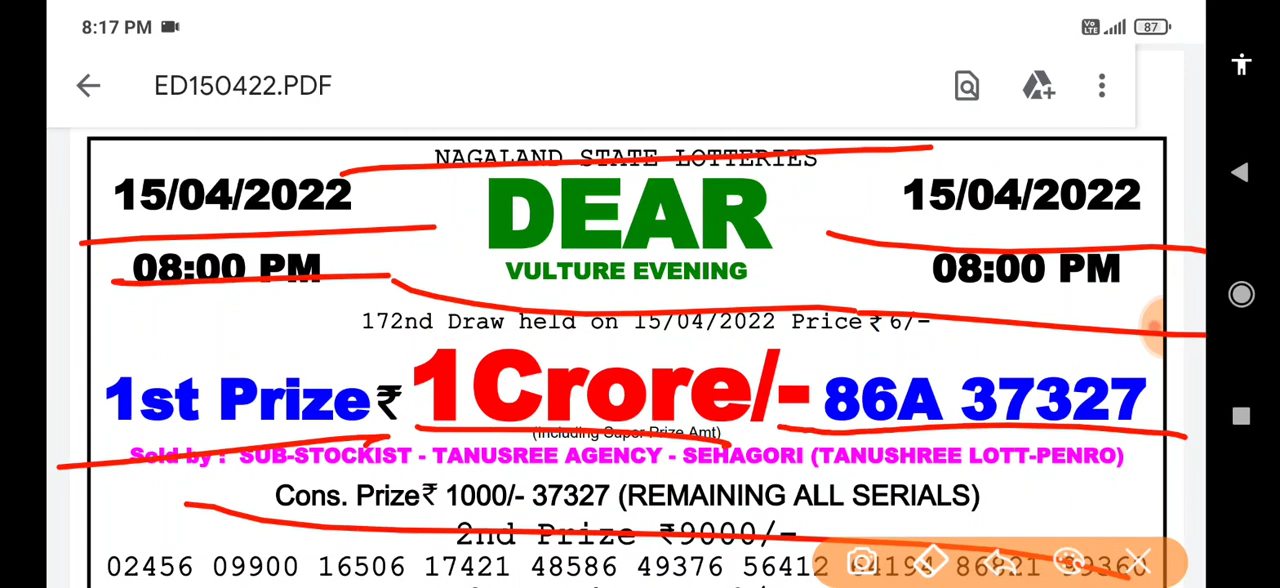 8:17 PM
Vo LTE 87
ED150422.PDF
NAGALAND STATE LOTTERIES
15/04/2022 DEAR 15/04/2022
08:00 PM VULTURE EVENING 08:00 PM
172nd Draw held on 15/04/2022 Price ₹ 6/-
1st Prize ₹ 1Crore/- 86A 37327
(Including Super Prize Amt)
Sold by : SUB-STOCKIST - TANUSREE AGENCY - SEHAGORI (TANUSHREE LOTT-PENRO)
Cons. Prize ₹ 1000/- 37327 (REMAINING ALL SERIALS)
2nd Prize ₹9000/-
02456 09900 16506 17421 48586 49376 56412